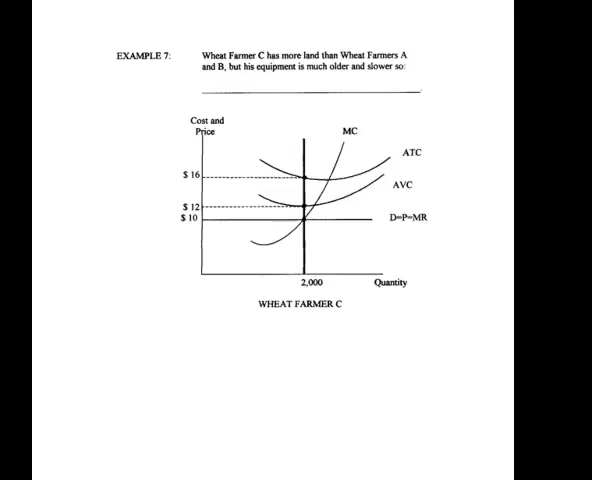 EXAMPLE 7: Wheat Farmer C has more land than Wheat Farmers A
and B, but his equipment is much older and slower so:
Cost and
Price
MC
ATC
$ 16
AVC
$ 12
$ 10
D=P=MR
2,000
Quantity
WHEAT FARMER C